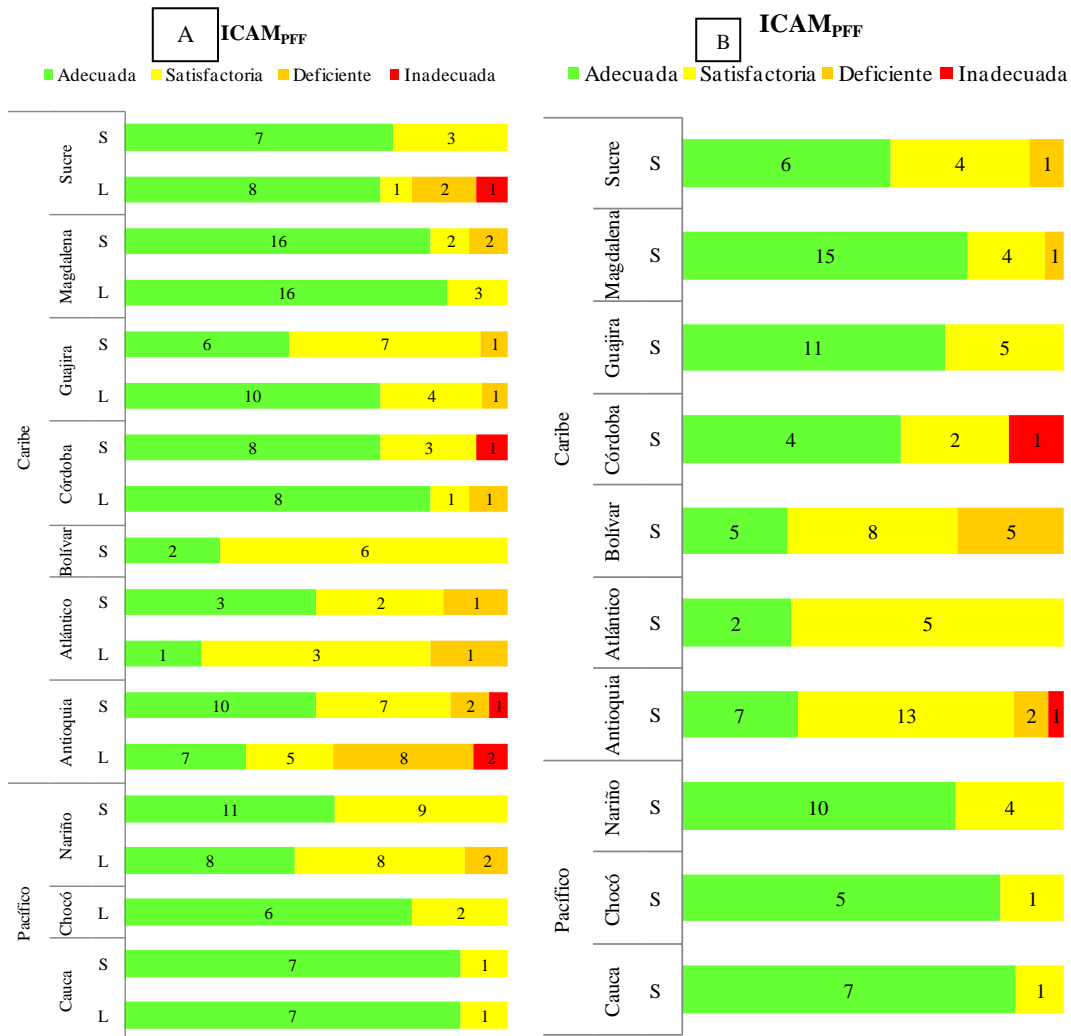 A ICAM_PFF
Adecuada Satisfactoria Deficiente Inadecuada
Caribe
Sucre
S 7 3
L 8 1 2 1
Magdalena
S 16 2 2
L 16 3
Guajira
S 6 7 1
L 10 4 1
Córdoba
S 8 3 1
L 8 1 1
Bolívar
S 2 6
Atlántico
S 3 2 1
L 1 3 1
Antioquia
S 10 7 2 1
L 7 5 8 2
Pacífico
Nariño
S 11 9
L 8 8 2
Chocó
L 6 2
Cauca
S 7 1
L 7 1
B ICAM_PFF
Adecuada Satisfactoria Deficiente Inadecuada
Caribe
Sucre
S 6 4 1
Magdalena
S 15 4 1
Guajira
S 11 5
Córdoba
S 4 2 1
Bolívar
S 5 8 5
Atlántico
S 2 5
Antioquia
S 7 13 2 1
Pacífico
Nariño
S 10 4
Chocó
S 5 1
Cauca
S 7 1